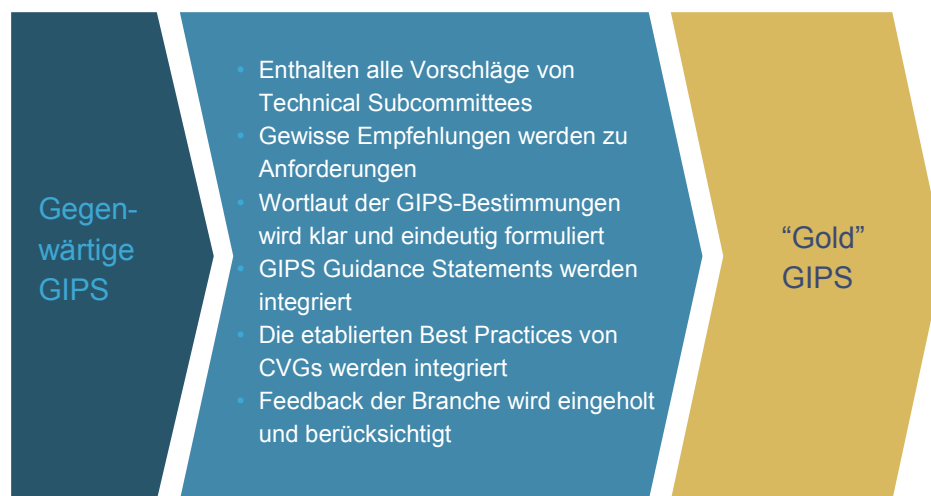 Gegen-
wärtige
GIPS
• Enthalten alle Vorschläge von
Technical Subcommittees
• Gewisse Empfehlungen werden zu
Anforderungen
• Wortlaut der GIPS-Bestimmungen
wird klar und eindeutig formuliert
• GIPS Guidance Statements werden
integriert
• Die etablierten Best Practices von
CVGs werden integriert
• Feedback der Branche wird eingeholt
und berücksichtigt
“Gold”
GIPS